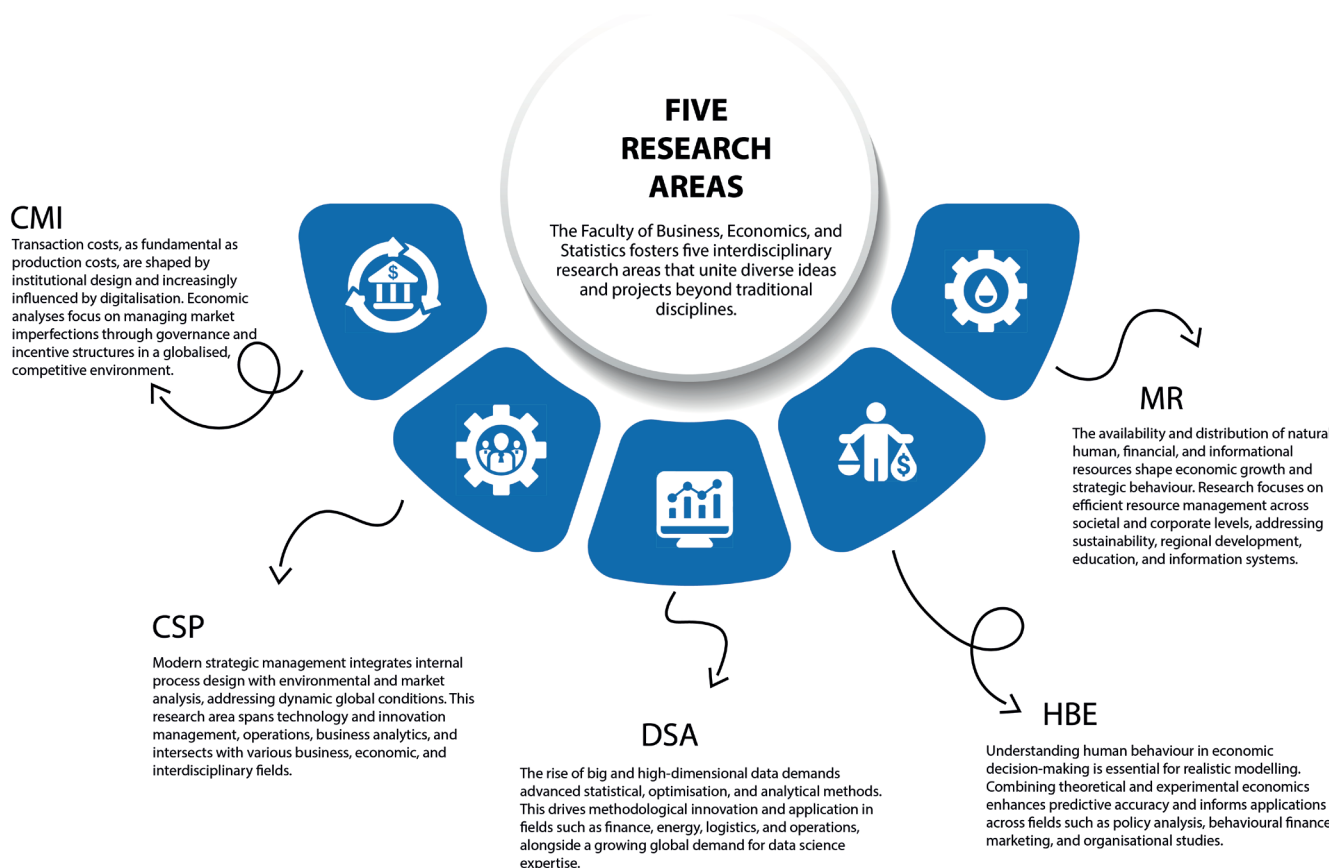 FIVE
RESEARCH
AREAS
The Faculty of Business, Economics, and
Statistics fosters five interdisciplinary
research areas that unite diverse ideas
and projects beyond traditional
disciplines.
CMI
Transaction costs, as fundamental as
production costs, are shaped by
institutional design and increasingly
influenced by digitalisation. Economic
analyses focus on managing market
imperfections through governance and
incentive structures in a globalised,
competitive environment.
$
CSP
Modern strategic management integrates internal
process design with environmental and market
analysis, addressing dynamic global conditions. This
research area spans technology and innovation
management, operations, business analytics, and
intersects with various business, economic, and
interdisciplinary fields.
DSA
The rise of big and high-dimensional data demands
advanced statistical, optimisation, and analytical methods.
This drives methodological innovation and application in
fields such as finance, energy, logistics, and operations,
alongside a growing global demand for data science
expertise.
$
HBE
Understanding human behaviour in economic
decision-making is essential for realistic modelling.
Combining theoretical and experimental economics
enhances predictive accuracy and informs applications
across fields such as policy analysis, behavioural finance
marketing, and organisational studies.
MR
The availability and distribution of natural
human, financial, and informational
resources shape economic growth and
strategic behaviour. Research focuses on
efficient resource management across
societal and corporate levels, addressing
sustainability, regional development,
education, and information systems.